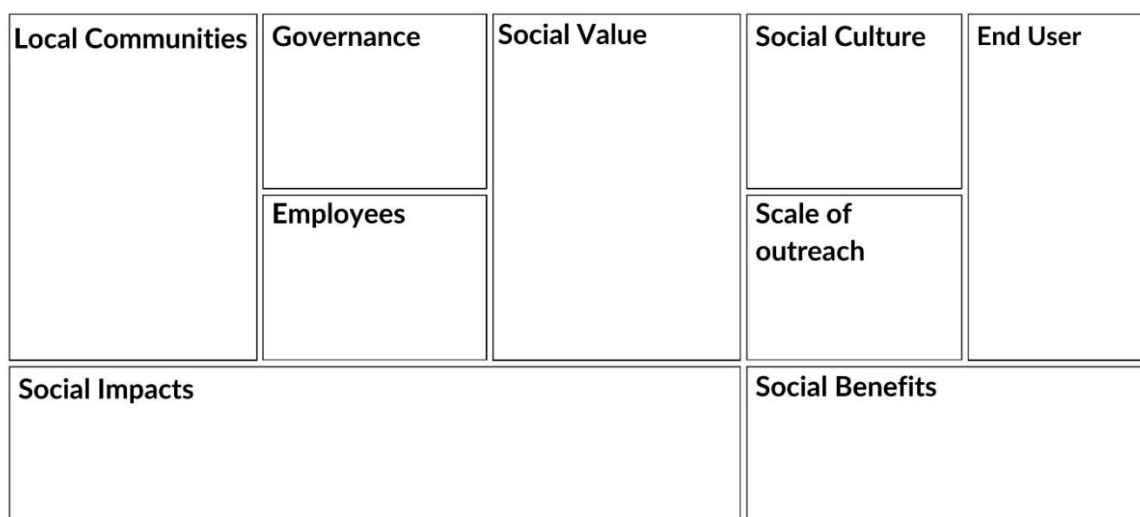 Local Communities
Governance
Social Value
Social Culture
End User
Employees
Scale of
outreach
Social Impacts
Social Benefits